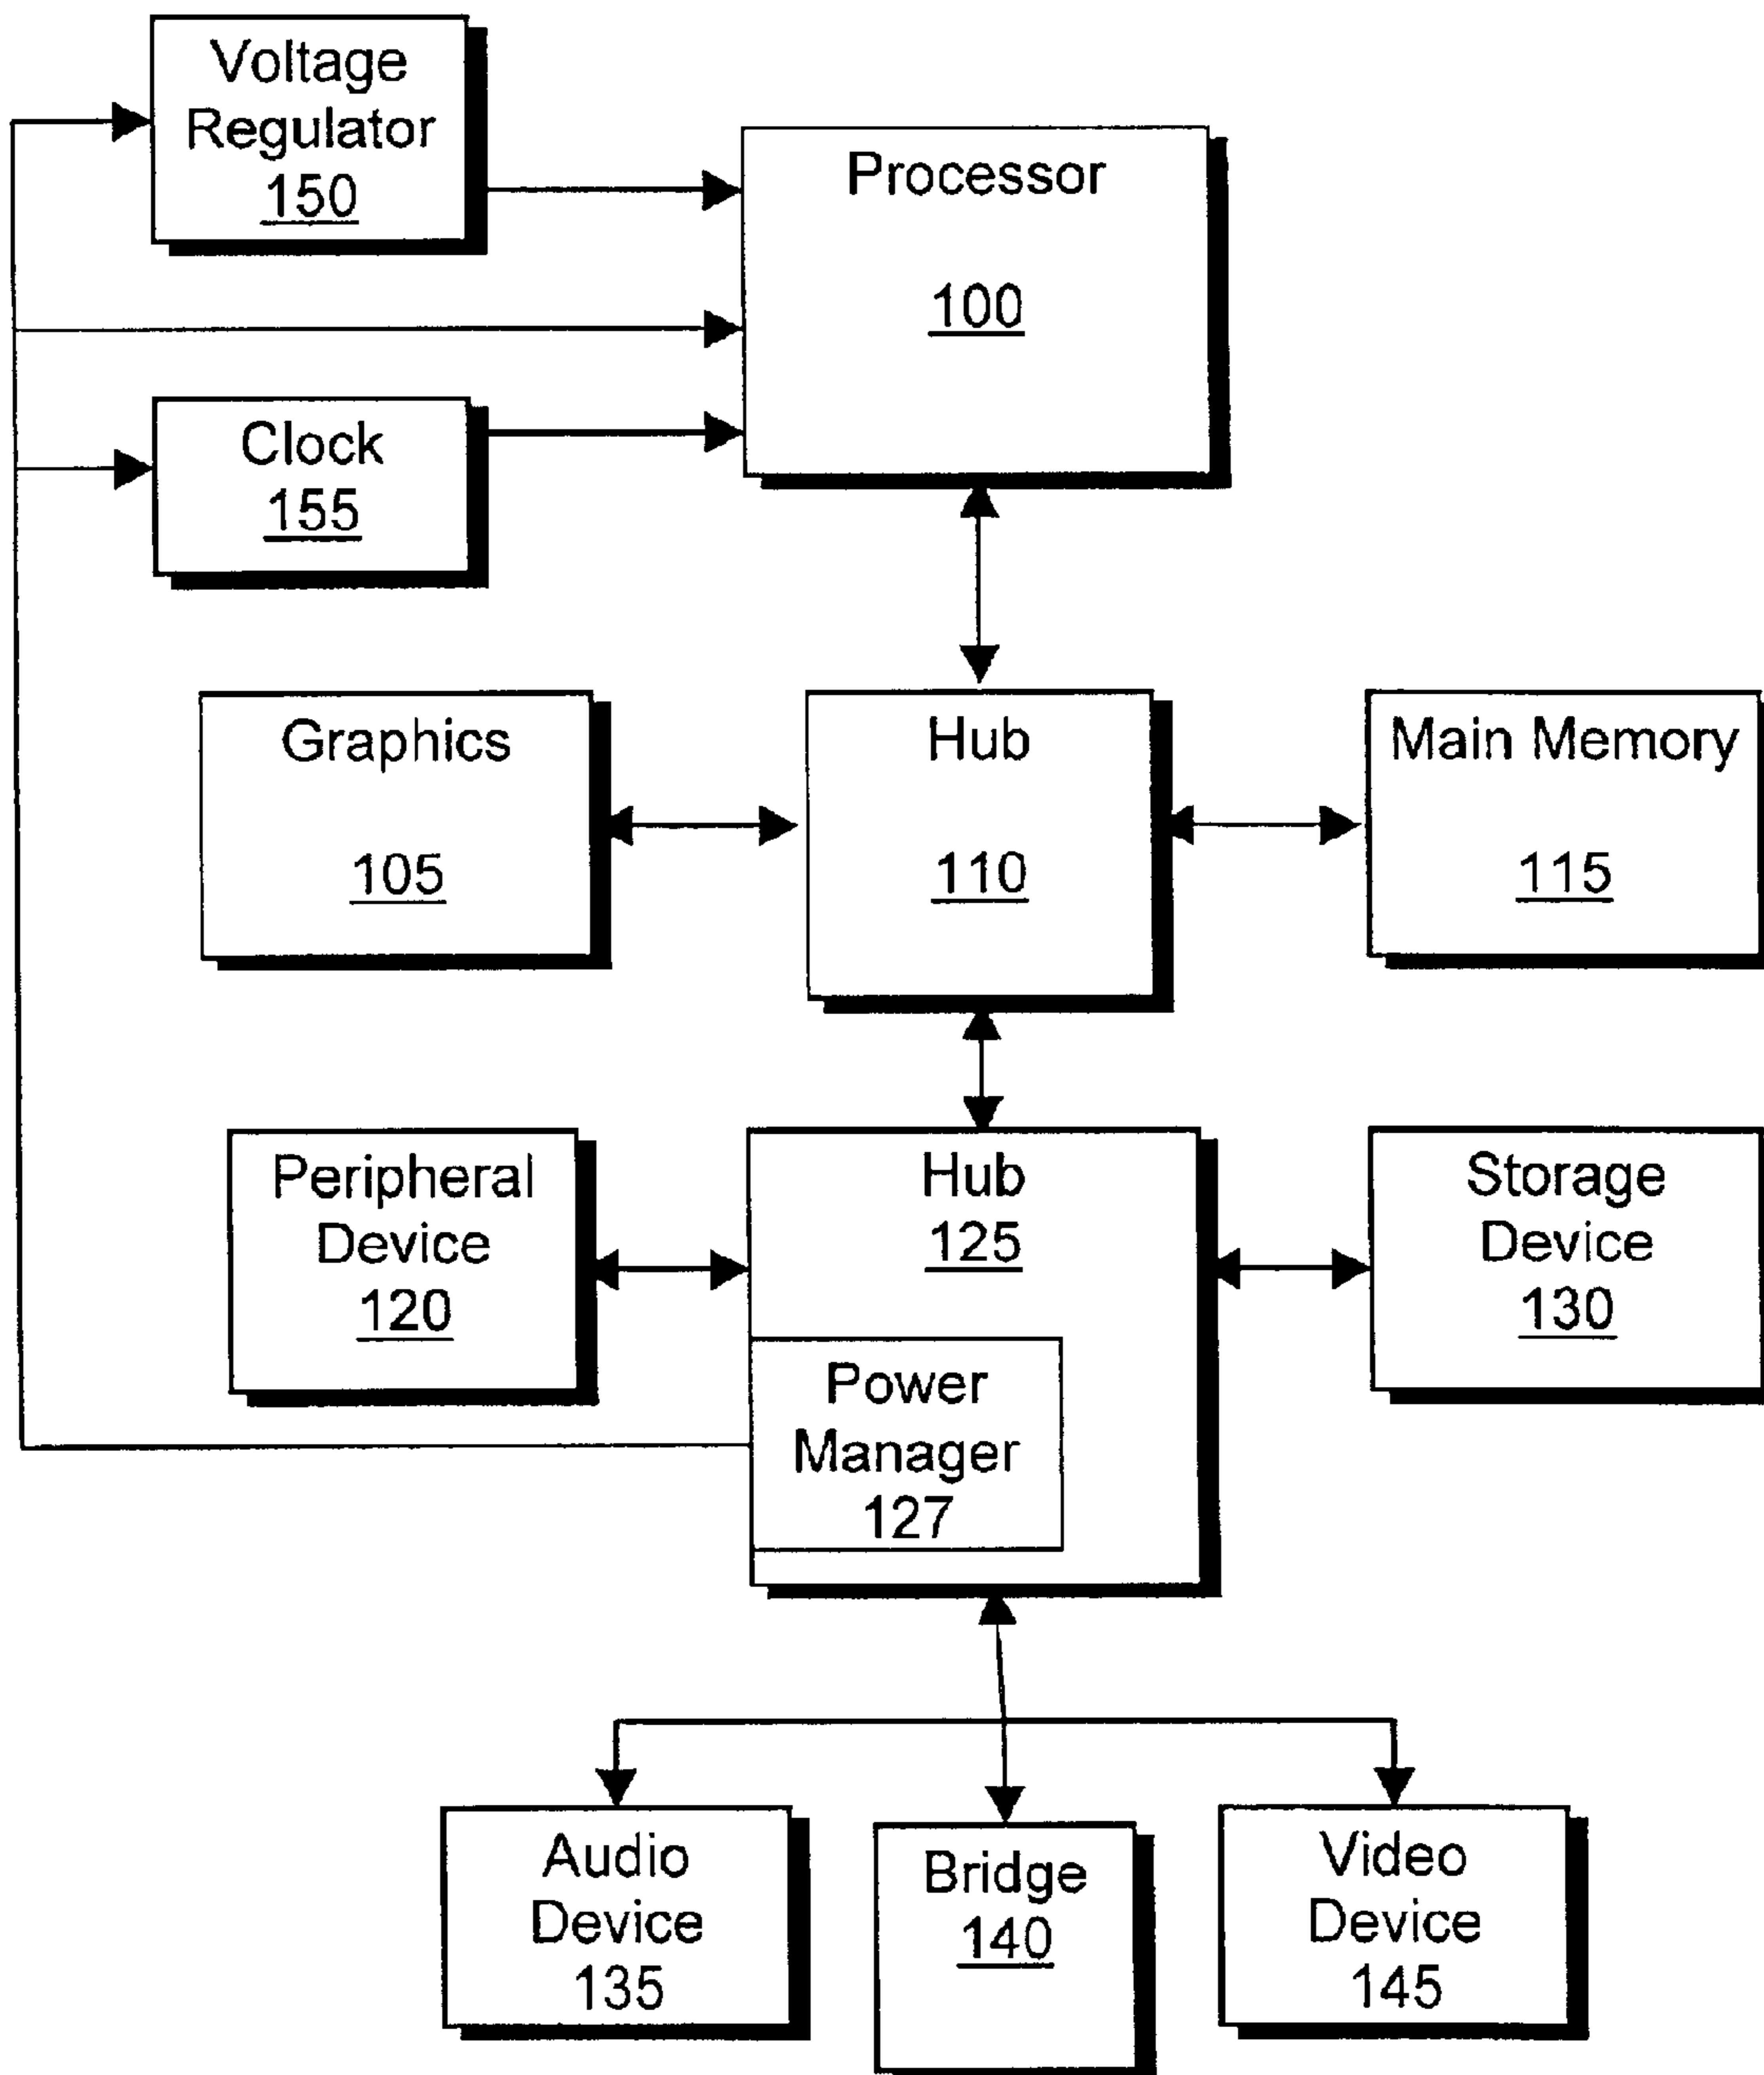 Voltage
Regulator
150
Processor
100
Clock
155
Graphics
105
Hub
110
Main Memory
115
Peripheral
Device
120
Hub
125
Storage
Device
130
Power
Manager
127
Audio
Device
135
Bridge
140
Video
Device
145